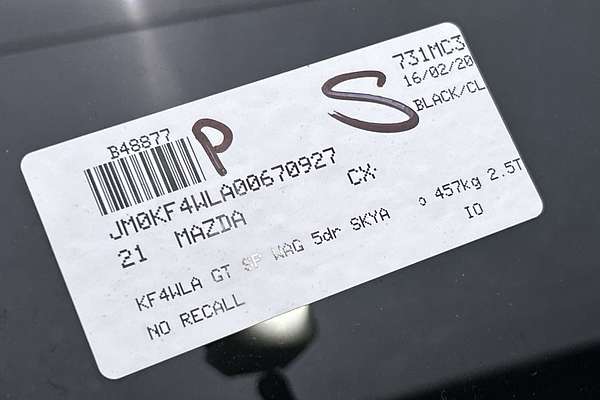 731MC3
16/02/20
BLACK/CL
B48877
P S
JM0KF4WLA00670927
21 MAZDA CX-
KF4WLA GT SP WAG 5dr SKYA o 457kg 2.5T
NO RECALL IO